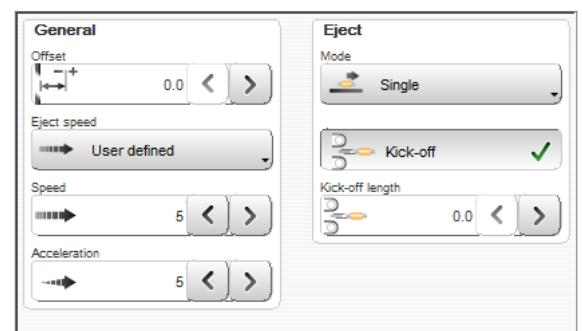 General
Offset
0.0
Eject speed
User defined
Speed
5
Acceleration
5
Eject
Mode
Single
Kick-off
Kick-off length
0.0